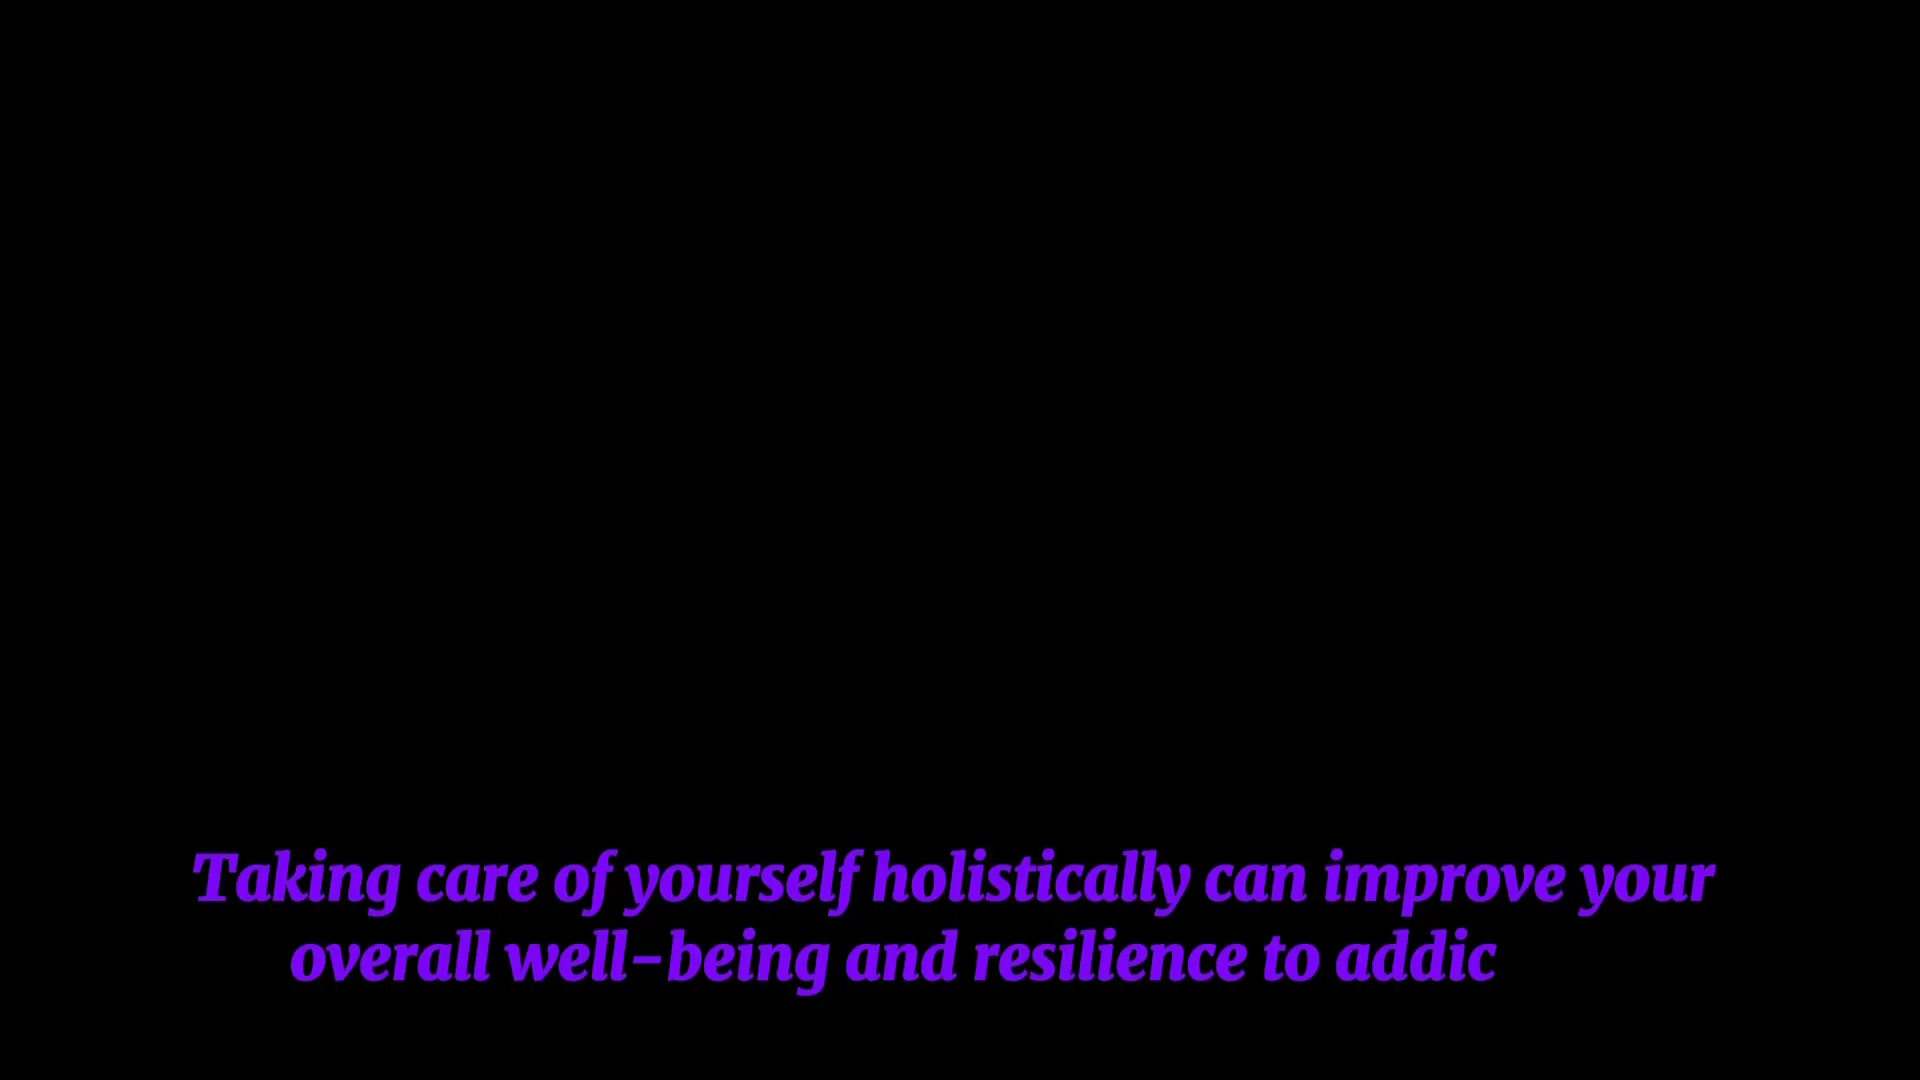 Taking care of yourself holistically can improve your
overall well-being and resilience to addic